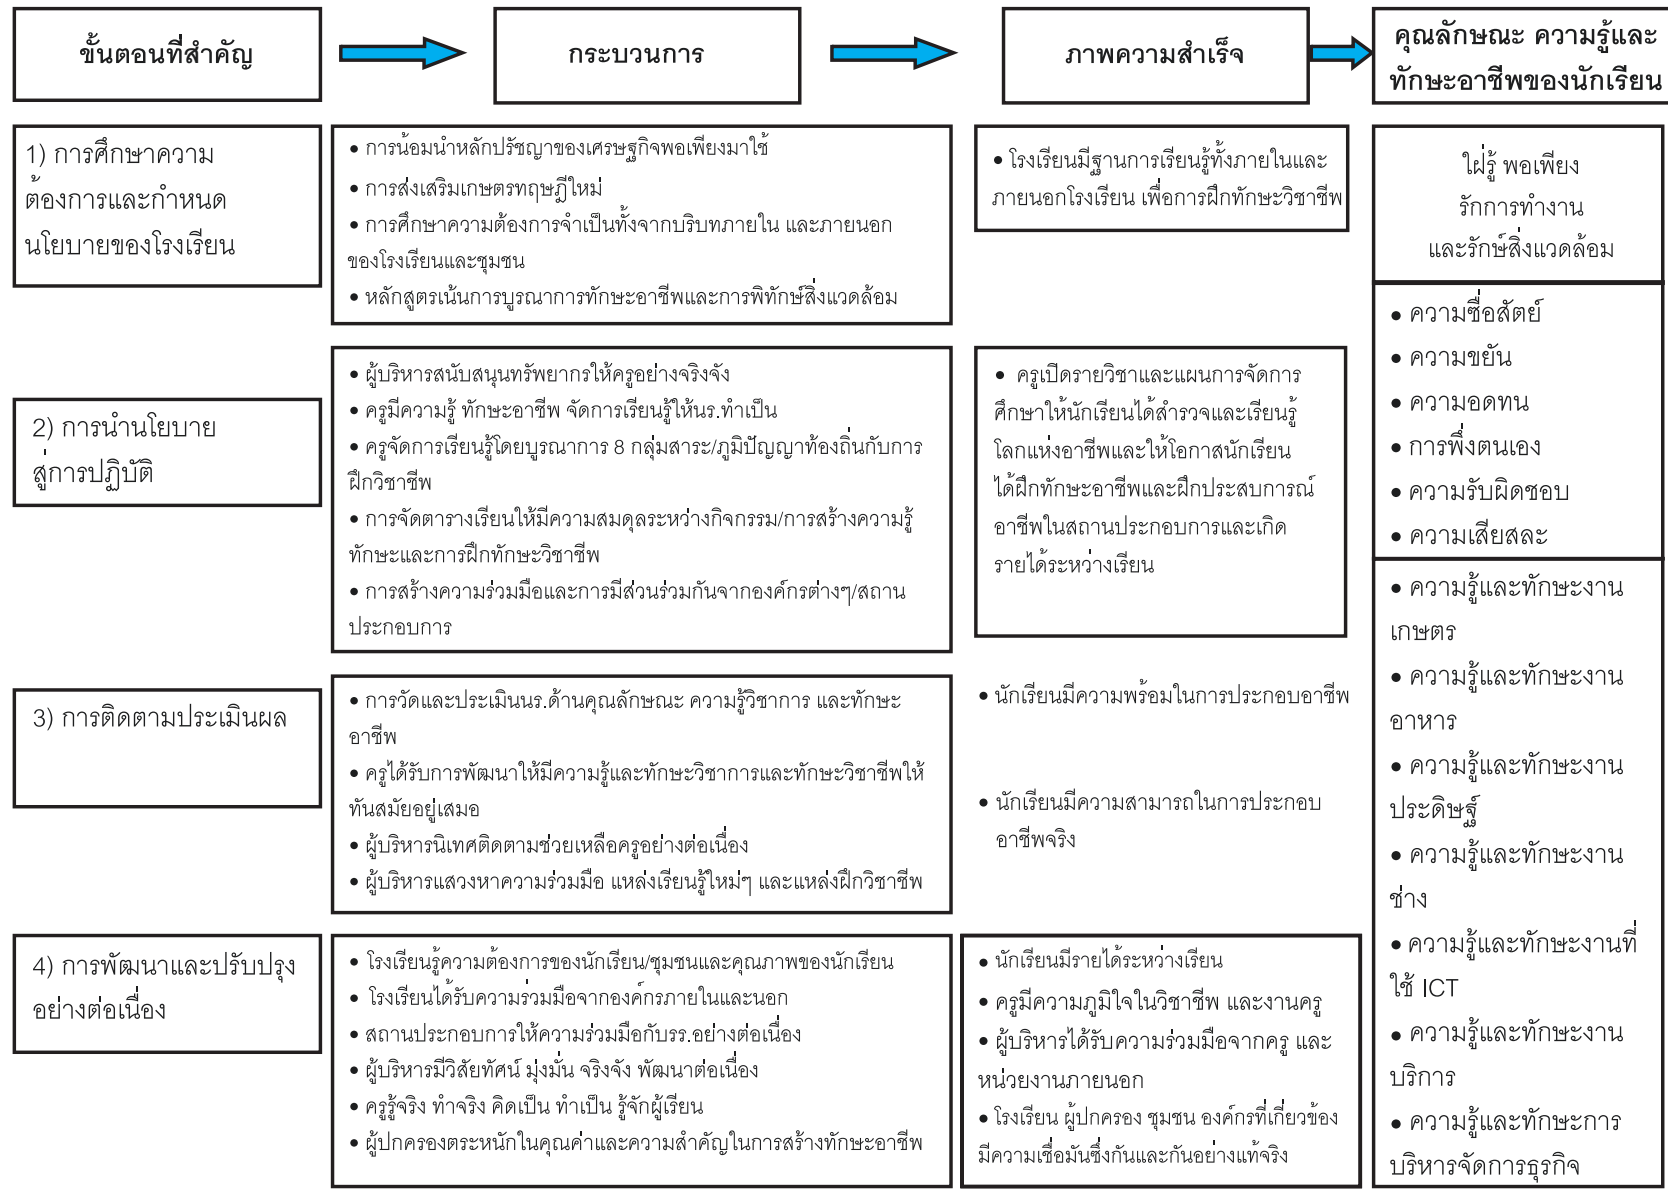 ขั้นตอนที่สำคัญ
กระบวนการ
ภาพความสำเร็จ
คุณลักษณะ ความรู้และ
ทักษะอาชีพของนักเรียน
1) การศึกษาความ
ต้องการและกำหนด
นโยบายของโรงเรียน
• การน้อมนำหลักปรัชญาของเศรษฐกิจพอเพียงมาใช้
• การส่งเสริมเกษตรทฤษฎีใหม่
• การศึกษาความต้องการจำเป็นทั้งจากบริบทภายใน และภายนอก
ของโรงเรียนและชุมชน
• หลักสูตรเน้นการบูรณาการทักษะอาชีพและการพิทักษ์สิ่งแวดล้อม
• โรงเรียนมีฐานการเรียนรู้ทั้งภายในและ
ภายนอกโรงเรียน เพื่อการฝึกทักษะวิชาชีพ
2) การนำนโยบาย
สู่การปฏิบัติ
• ผู้บริหารสนับสนุนทรัพยากรให้ครูอย่างจริงจัง
• ครูมีความรู้ ทักษะอาชีพ จัดการเรียนรู้ให้นร.ทำเป็น
• ครูจัดการเรียนรู้โดยบูรณาการ 8 กลุ่มสาระ/ภูมิปัญญาท้องถิ่นกับการ
ฝึกวิชาชีพ
• การจัดตารางเรียนให้มีความสมดุลระหว่างกิจกรรม/การสร้างความรู้
ทักษะและการฝึกทักษะวิชาชีพ
• การสร้างความร่วมมือและการมีส่วนร่วมกันจากองค์กรต่างๆ/สถาน
ประกอบการ
• ครูเปิดรายวิชาและแผนการจัดการ
ศึกษาให้นักเรียนได้สำรวจและเรียนรู้
โลกแห่งอาชีพและให้โอกาสนักเรียน
ได้ฝึกทักษะอาชีพและฝึกประสบการณ์
อาชีพในสถานประกอบการและเกิด
รายได้ระหว่างเรียน
3) การติดตามประเมินผล
• การวัดและประเมินนร.ด้านคุณลักษณะ ความรู้วิชาการ และทักษะ
อาชีพ
• ครูได้รับการพัฒนาให้มีความรู้และทักษะวิชาการและทักษะวิชาชีพให้
ทันสมัยอยู่เสมอ
• ผู้บริหารนิเทศติดตามช่วยเหลือครูอย่างต่อเนื่อง
• ผู้บริหารแสวงหาความร่วมมือ แหล่งเรียนรู้ใหม่ๆ และแหล่งฝึกวิชาชีพ
• นักเรียนมีความพร้อมในการประกอบอาชีพ
• นักเรียนมีความสามารถในการประกอบ
อาชีพจริง
4) การพัฒนาและปรับปรุง
อย่างต่อเนื่อง
• โรงเรียนรู้ความต้องการของนักเรียน/ชุมชนและคุณภาพของนักเรียน
• โรงเรียนได้รับความร่วมมือจากองค์กรภายในและนอก
• สถานประกอบการให้ความร่วมมือกับรร.อย่างต่อเนื่อง
• ผู้บริหารมีวิสัยทัศน์ มุ่งมั่น จริงจัง พัฒนาต่อเนื่อง
• ครูรู้จริง ทำจริง คิดเป็น ทำเป็น รู้จักผู้เรียน
• ผู้ปกครองตระหนักในคุณค่าและความสำคัญในการสร้างทักษะอาชีพ
• นักเรียนมีรายได้ระหว่างเรียน
• ครูมีความภูมิใจในวิชาชีพ และงานครู
• ผู้บริหารได้รับความร่วมมือจากครู และ
หน่วยงานภายนอก
• โรงเรียน ผู้ปกครอง ชุมชน องค์กรที่เกี่ยวข้อง
มีความเชื่อมั่นซึ่งกันและกันอย่างแท้จริง
ใฝ่รู้ พอเพียง
รักการทำงาน
และรักษ์สิ่งแวดล้อม
• ความซื่อสัตย์
• ความขยัน
• ความอดทน
• การพึ่งตนเอง
• ความรับผิดชอบ
• ความเสียสละ
• ความรู้และทักษะงาน
เกษตร
• ความรู้และทักษะงาน
อาหาร
• ความรู้และทักษะงาน
ประดิษฐ์
• ความรู้และทักษะงาน
ช่าง
• ความรู้และทักษะงานที่
ใช้ ICT
• ความรู้และทักษะงาน
บริการ
• ความรู้และทักษะการ
บริหารจัดการธุรกิจ